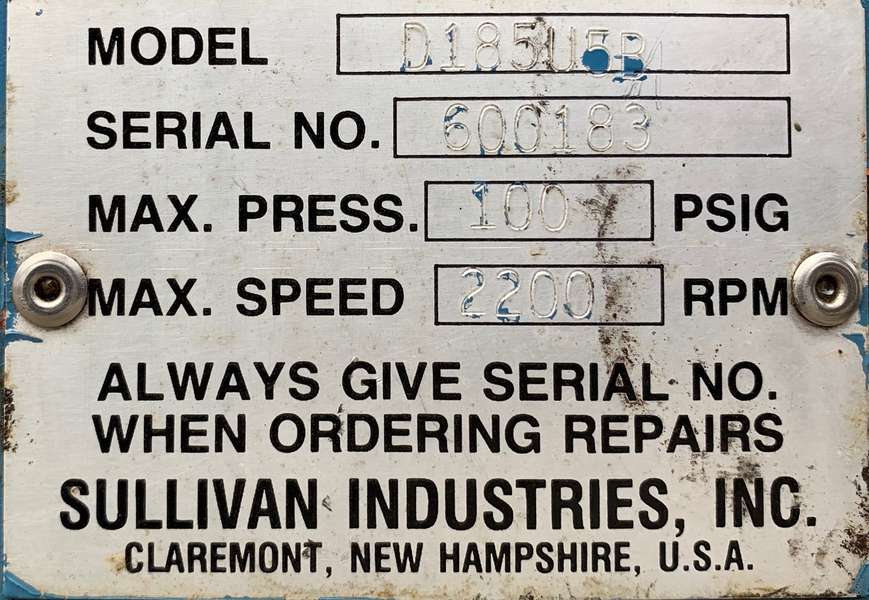 MODEL D185U5B
SERIAL NO. 600183
MAX. PRESS. 100 PSIG
MAX. SPEED 2200 RPM
ALWAYS GIVE SERIAL NO.
WHEN ORDERING REPAIRS
SULLIVAN INDUSTRIES, INC.
CLAREMONT, NEW HAMPSHIRE, U.S.A.